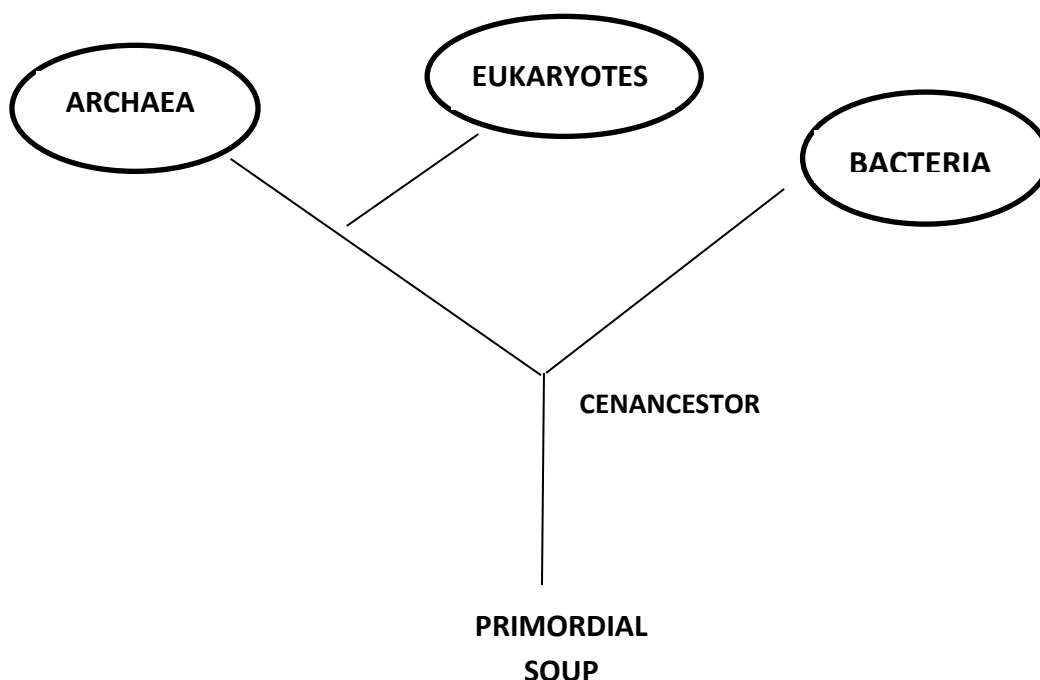 ARCHAEA
EUKARYOTES
BACTERIA
CENANCESTOR
PRIMORDIAL
SOUP